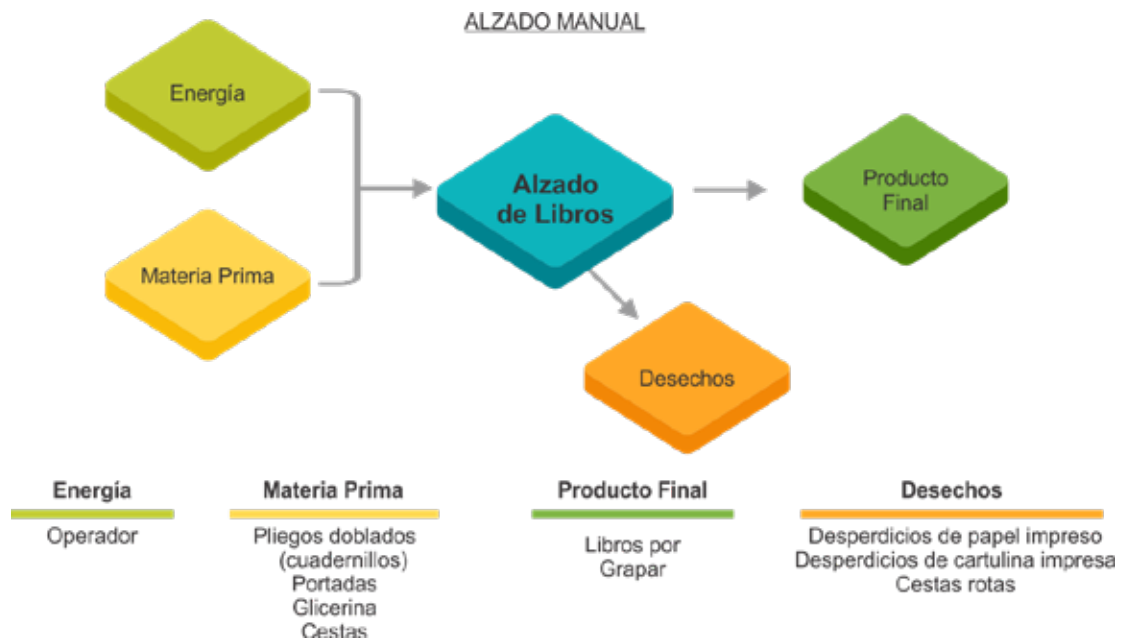 ALZADO MANUAL
Energía
Materia Prima
Alzado
de Libros
Producto
Final
Desechos
Energía
Operador
Materia Prima
Pliegos doblados
(cuadernillos)
Portadas
Glicerina
Cestas
Producto Final
Libros por
Grapar
Desechos
Desperdicios de papel impreso
Desperdicios de cartulina impresa
Cestas rotas